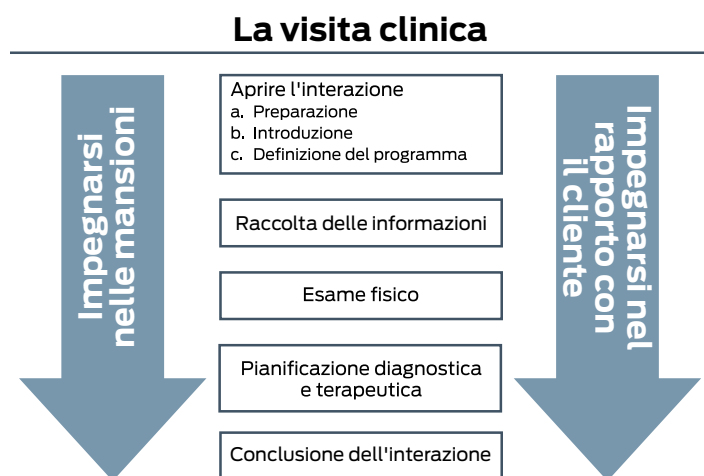 La visita clinica
Impegnarsi
nelle mansioni
Aprire l'interazione
a. Preparazione
b. Introduzione
c. Definizione del programma
Raccolta delle informazioni
Esame fisico
Pianificazione diagnostica
e terapeutica
Conclusione dell'interazione
Impegnarsi nel
rapporto con
il cliente